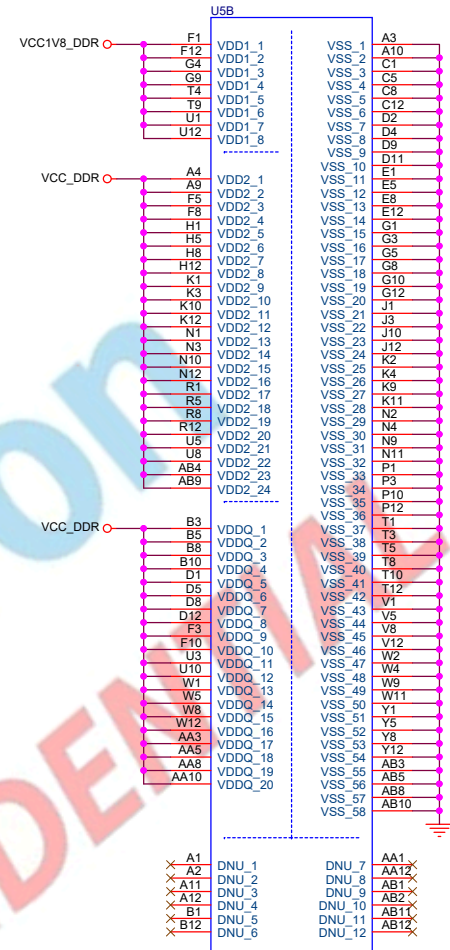 U5B
VCC1V8_DDR
F1 VDD1_1
F12 VDD1_2
G4 VDD1_3
G9 VDD1_4
T4 VDD1_5
T9 VDD1_6
U1 VDD1_7
U12 VDD1_8
VCC_DDR
A4 VDD2_1
A9 VDD2_2
F5 VDD2_3
F8 VDD2_4
H1 VDD2_5
H5 VDD2_6
H8 VDD2_7
H12 VDD2_8
K1 VDD2_9
K3 VDD2_10
K10 VDD2_11
K12 VDD2_12
N1 VDD2_13
N3 VDD2_14
N10 VDD2_15
N12 VDD2_16
R1 VDD2_17
R5 VDD2_18
R8 VDD2_19
R12 VDD2_20
U5 VDD2_21
U8 VDD2_22
AB4 VDD2_23
AB9 VDD2_24
VCC_DDR
B3 VDDQ_1
B5 VDDQ_2
B8 VDDQ_3
B10 VDDQ_4
D1 VDDQ_5
D5 VDDQ_6
D8 VDDQ_7
D12 VDDQ_8
F3 VDDQ_9
F10 VDDQ_10
U3 VDDQ_11
U10 VDDQ_12
W1 VDDQ_13
W5 VDDQ_14
W8 VDDQ_15
W12 VDDQ_16
AA3 VDDQ_17
AA5 VDDQ_18
AA8 VDDQ_19
AA10 VDDQ_20
A1 DNU_1
A2 DNU_2
A11 DNU_3
A12 DNU_4
B1 DNU_5
B12 DNU_6
VSS_1 A3
VSS_2 A10
VSS_3 C1
VSS_4 C5
VSS_5 C8
VSS_6 C12
VSS_7 D2
VSS_8 D4
VSS_9 D9
VSS_10 D11
VSS_11 E1
VSS_12 E5
VSS_13 E8
VSS_14 E12
VSS_15 G1
VSS_16 G3
VSS_17 G5
VSS_18 G8
VSS_19 G10
VSS_20 G12
VSS_21 J1
VSS_22 J3
VSS_23 J10
VSS_24 J12
VSS_25 K2
VSS_26 K4
VSS_27 K9
VSS_28 K11
VSS_29 N2
VSS_30 N4
VSS_31 N9
VSS_32 N11
VSS_33 P1
VSS_34 P3
VSS_35 P10
VSS_36 P12
VSS_37 T1
VSS_38 T3
VSS_39 T5
VSS_40 T8
VSS_41 T10
VSS_42 T12
VSS_43 V1
VSS_44 V5
VSS_45 V8
VSS_46 V12
VSS_47 W2
VSS_48 W4
VSS_49 W9
VSS_50 W11
VSS_51 Y1
VSS_52 Y5
VSS_53 Y8
VSS_54 Y12
VSS_55 AB3
VSS_56 AB5
VSS_57 AB8
VSS_58 AB10
DNU_7 AA1
DNU_8 AA12
DNU_9 AB1
DNU_10 AB2
DNU_11 AB11
DNU_12 AB12
on
DENTIAL